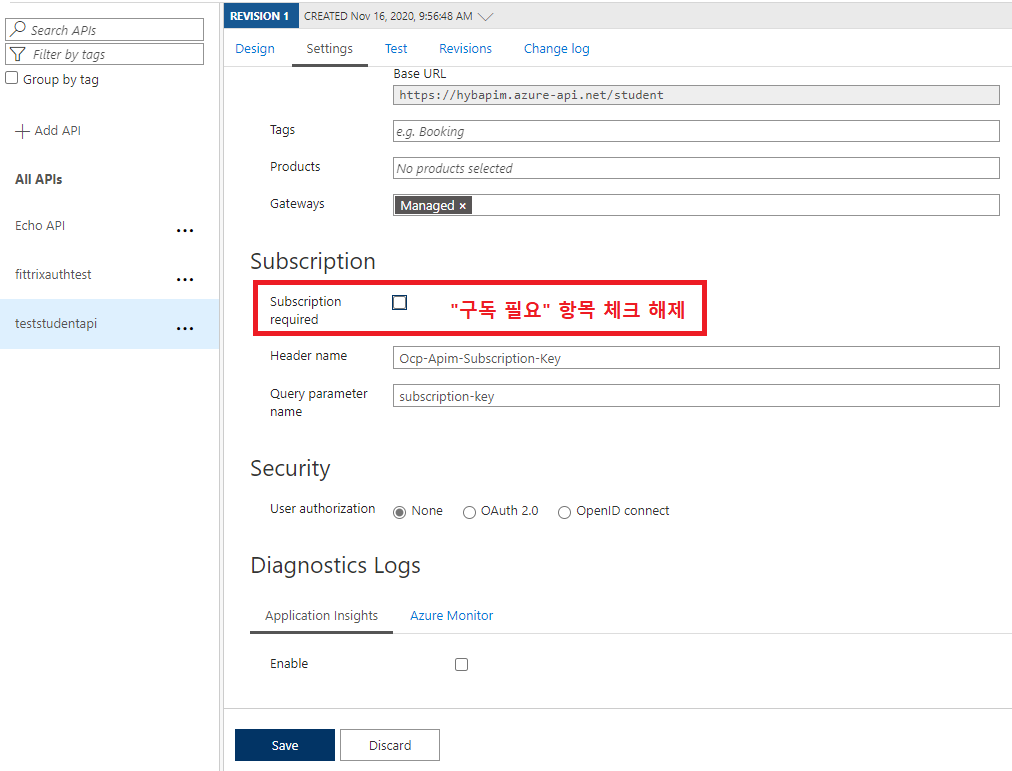 Search APIs
Filter by tags
Group by tag
Add API
All APIs
Echo API
...
fittrixauthtest
...
teststudentapi
...
REVISION 1 CREATED Nov 16, 2020, 9:56:48 AM
Design Settings Test Revisions Change log
Base URL
https://hybapim.azure-api.net/student
Tags
e.g. Booking
Products
No products selected
Gateways
Managed ×
Subscription
Subscription
required
"구독 필요" 항목 체크 해제
Header name
Ocp-Apim-Subscription-Key
Query parameter
name
subscription-key
Security
User authorization
None OAuth 2.0 OpenID connect
Diagnostics Logs
Application Insights Azure Monitor
Enable
Save Discard